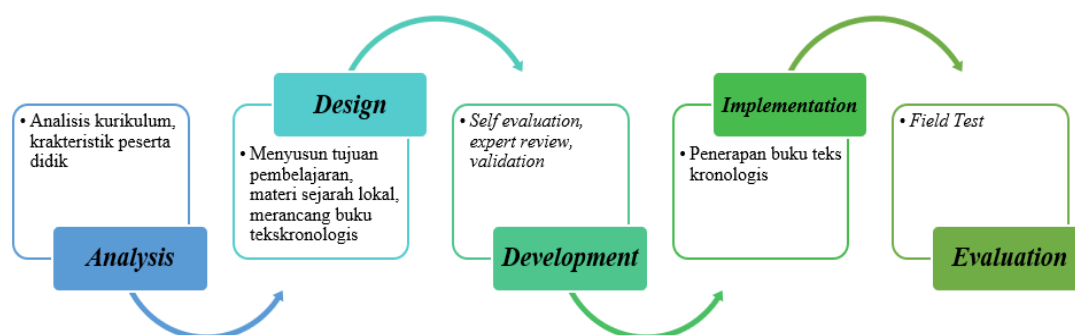 • Analisis kurikulum,
krakteristik peserta
didik
Analysis
Design
• Menyusun tujuan
pembelajaran,
materi sejarah lokal,
merancang buku
tekskronologis
• Self evaluation,
expert review,
validation
Development
Implementation
• Penerapan buku teks
kronologis
• Field Test
Evaluation